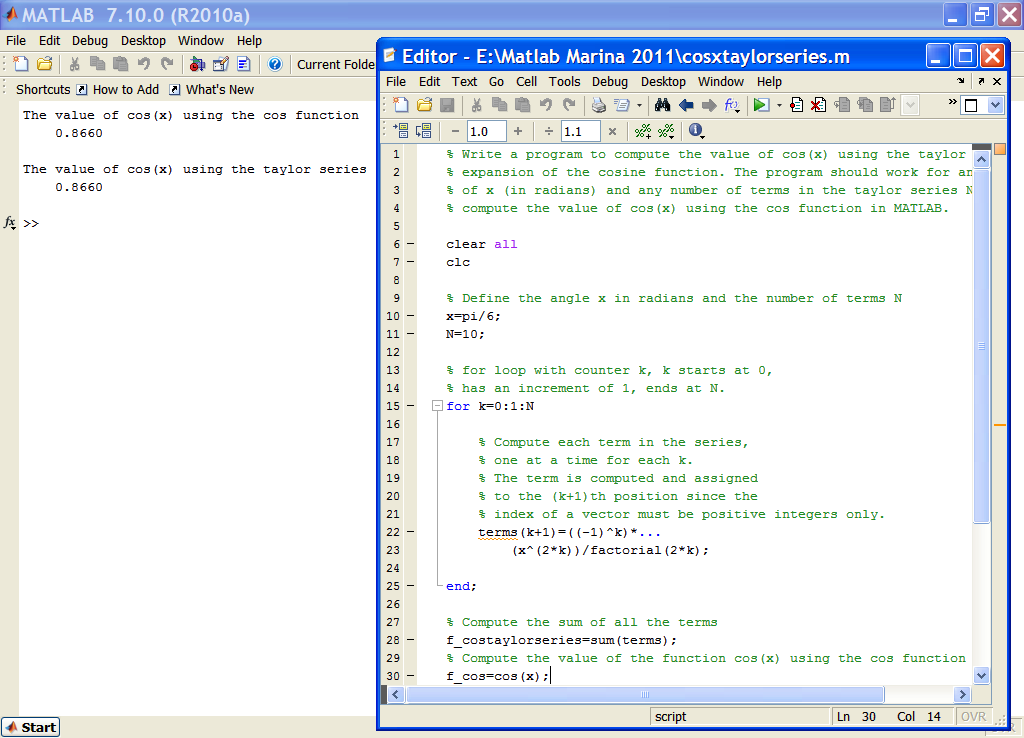 MATLAB 7.10.0 (R2010a)
File Edit Debug Desktop Window Help
Current Folde
Shortcuts How to Add What's New
The value of cos(x) using the cos function
0.8660
The value of cos(x) using the taylor series
0.8660
fx >>
Start
Editor - E:\Matlab Marina 2011\cosxtaylorseries.m
File Edit Text Go Cell Tools Debug Desktop Window Help
− 1.0 + ÷ 1.1 ×
1 % Write a program to compute the value of cos(x) using the taylor
2 % expansion of the cosine function. The program should work for an
3 % of x (in radians) and any number of terms in the taylor series N
4 % compute the value of cos(x) using the cos function in MATLAB.
5
6 − clear all
7 − clc
8
9 % Define the angle x in radians and the number of terms N
10 − x=pi/6;
11 − N=10;
12
13 % for loop with counter k, k starts at 0,
14 % has an increment of 1, ends at N.
15 − for k=0:1:N
16
17 % Compute each term in the series,
18 % one at a time for each k.
19 % The term is computed and assigned
20 % to the (k+1)th position since the
21 % index of a vector must be positive integers only.
22 − terms(k+1)=((-1)^k)*...
23 (x^(2*k))/factorial(2*k);
24
25 − end;
26
27 % Compute the sum of all the terms
28 − f_costaylorseries=sum(terms);
29 % Compute the value of the function cos(x) using the cos function
30 − f_cos=cos(x);
script Ln 30 Col 14 OVR